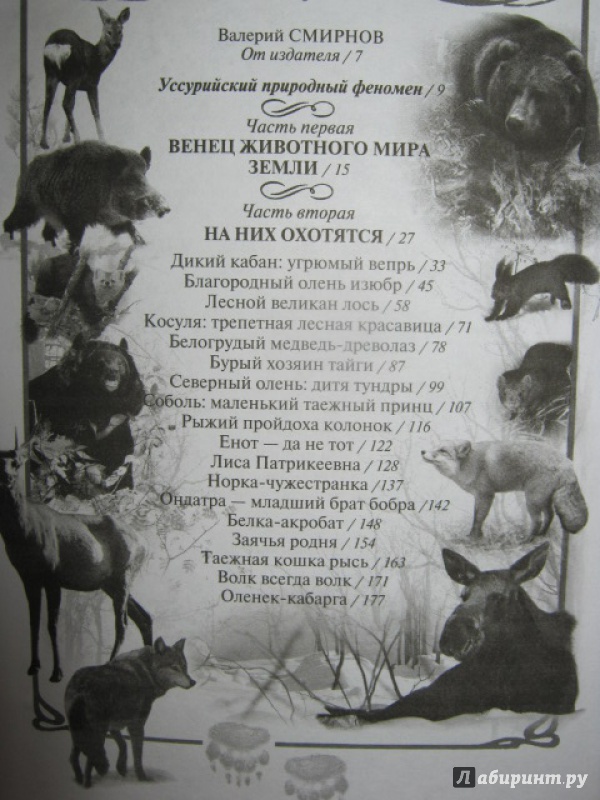 Валерий СМИРНОВ
От издателя / 7
Уссурийский природный феномен / 9
Часть первая
ВЕНЕЦ ЖИВОТНОГО МИРА
ЗЕМЛИ / 15
Часть вторая
НА НИХ ОХОТЯТСЯ / 27
Дикий кабан: угрюмый вепрь / 33
Благородный олень изюбр / 45
Лесной великан лось / 58
Косуля: трепетная лесная красавица / 71
Белогрудый медведь-древолаз / 78
Бурый хозяин тайги / 87
Северный олень: дитя тундры / 99
Соболь: маленький таежный принц / 107
Рыжий пройдоха колонок / 116
Енот — да не тот / 122
Лиса Патрикеевна / 128
Норка-чужестранка /137
Ондатра — младший брат бобра /142
Белка-акробат / 148
Заячья родня / 154
Таежная кошка рысь / 163
Волк всегда волк / 171
Оленек-кабарга / 177
Лабиринт.ру